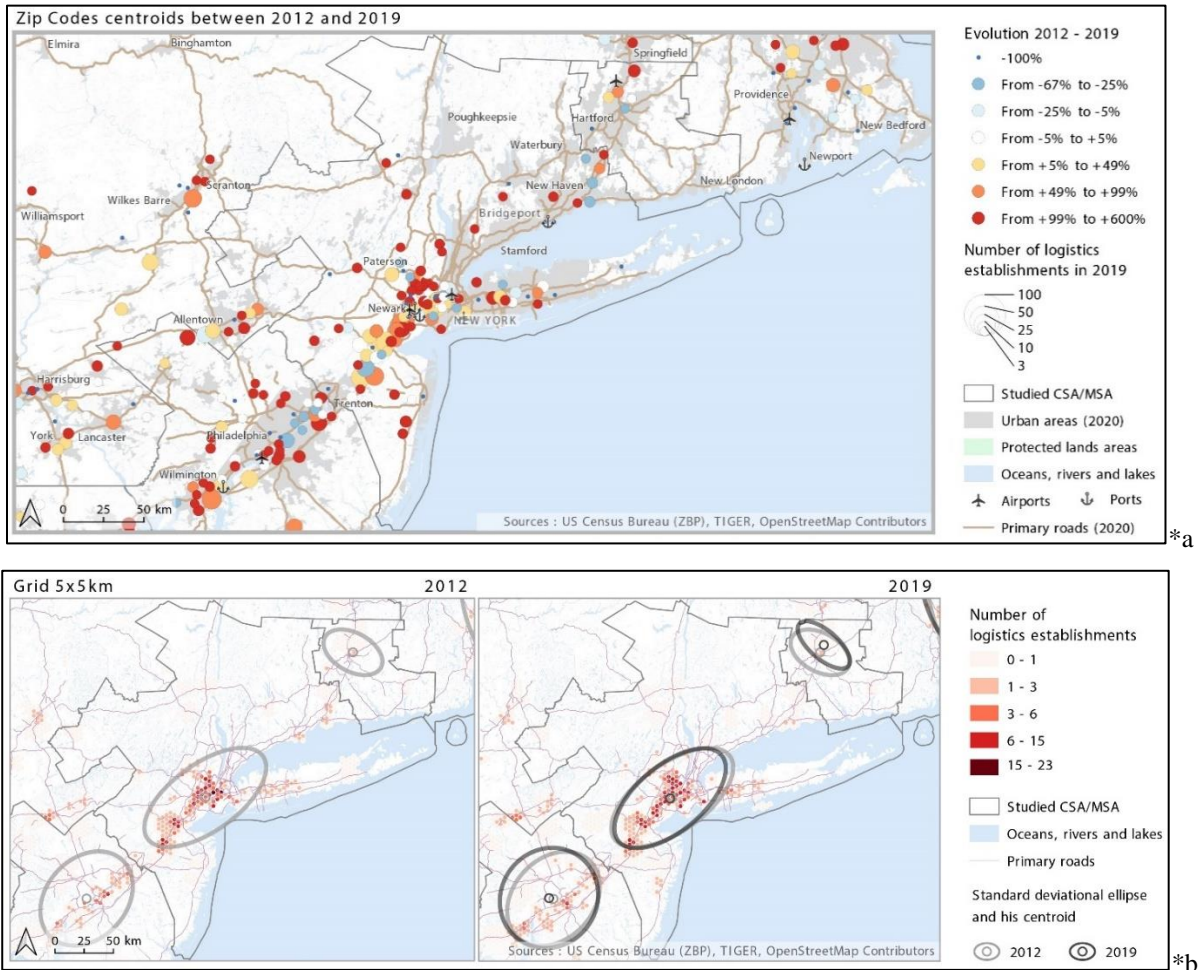 Zip Codes centroids between 2012 and 2019
Elmira
Binghamton
Springfield
Providence
Hartford
Poughkeepsie
New Bedford
Waterbury
Newport
Scranton
New Haven
New London
Wilkes Barre
Williamsport
Bridgeport
Stamford
Paterson
Newark
NEW YORK
Allentown
Harrisburg
Trenton
York
Lancaster
Philadelphia
Wilmington
0 25 50 km
Sources : US Census Bureau (ZBP), TIGER, OpenStreetMap Contributors
Evolution 2012 - 2019
-100%
From -67% to -25%
From -25% to -5%
From -5% to +5%
From +5% to +49%
From +49% to +99%
From +99% to +600%
Number of logistics
establishments in 2019
100
50
25
10
3
Studied CSA/MSA
Urban areas (2020)
Protected lands areas
Oceans, rivers and lakes
Airports Ports
Primary roads (2020)
*a
Grid 5x5km 2012 2019
0 25 50 km
Sources : US Census Bureau (ZBP), TIGER, OpenStreetMap Contributors
Number of
logistics establishments
0 - 1
1 - 3
3 - 6
6 - 15
15 - 23
Studied CSA/MSA
Oceans, rivers and lakes
Primary roads
Standard deviational ellipse
and his centroid
2012 2019
*b